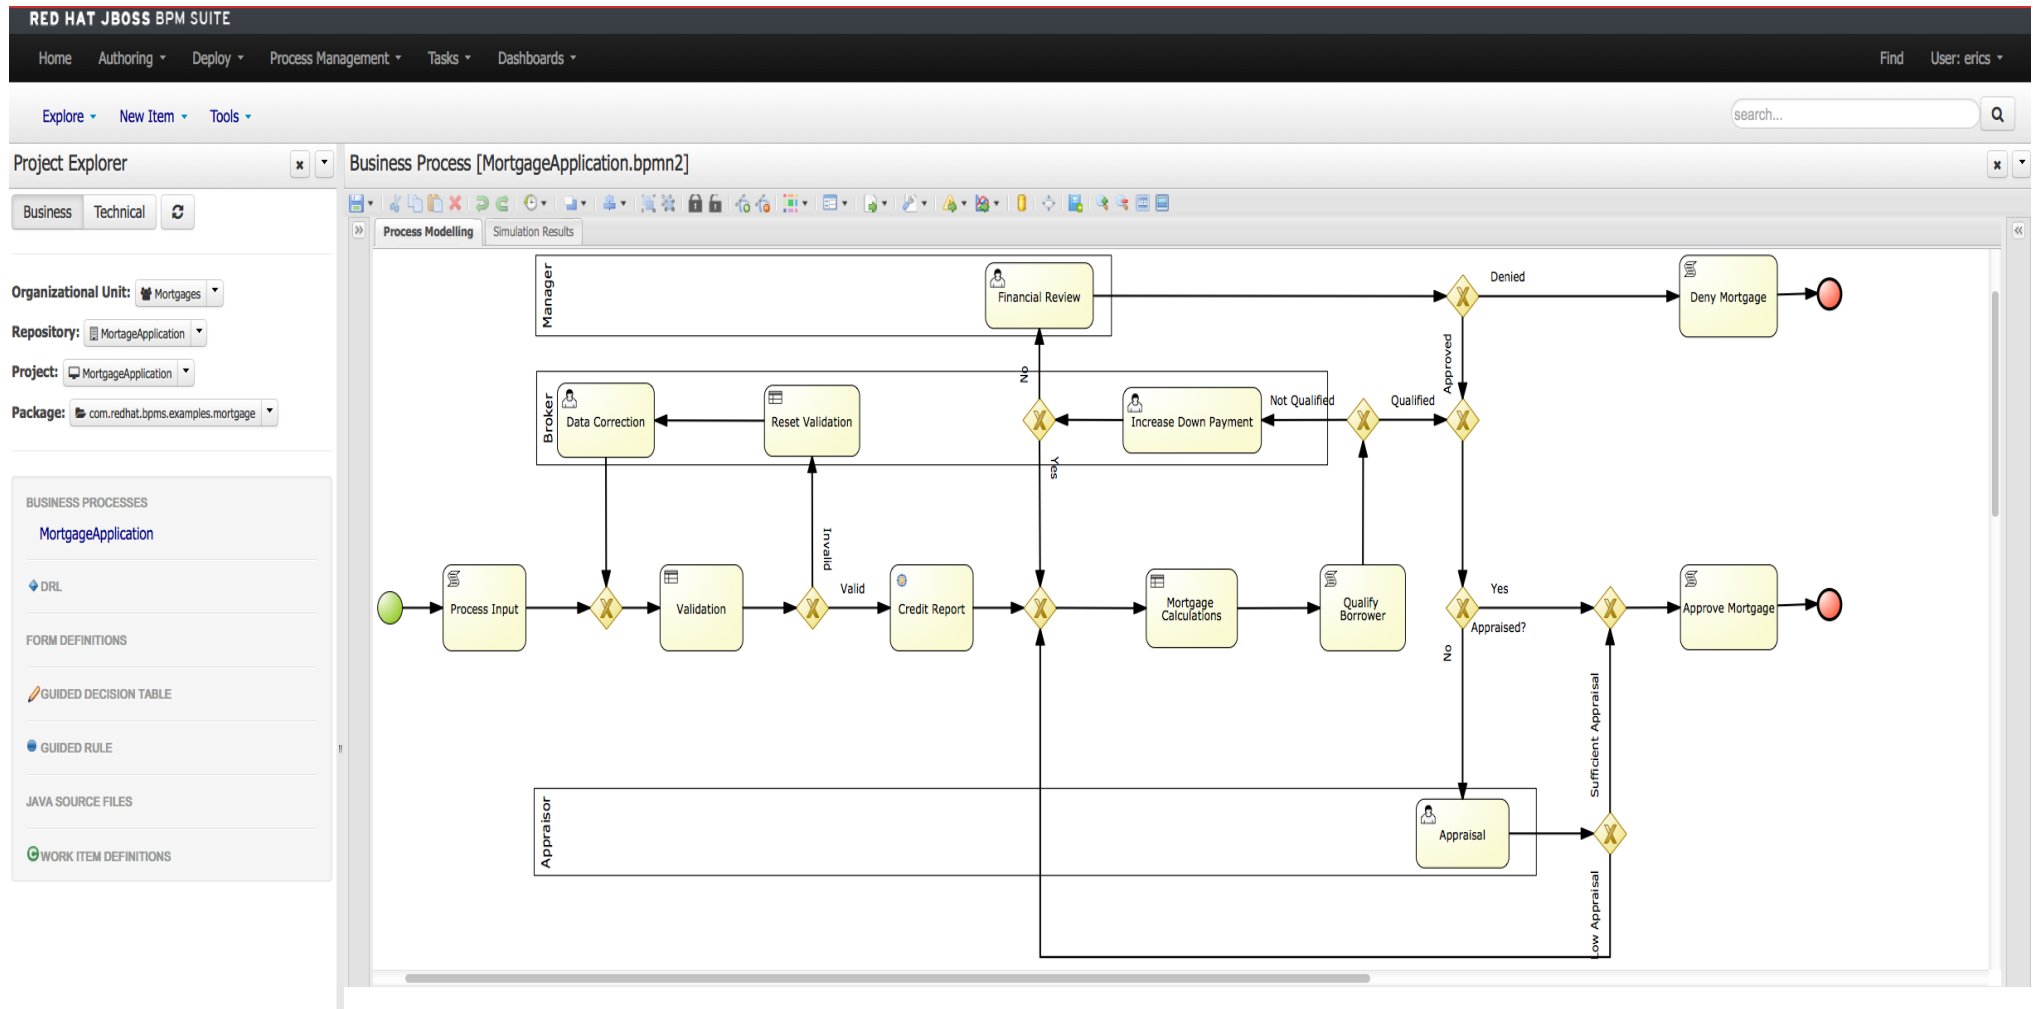 RED HAT JBOSS BPM SUITE
Home Authoring Deploy Process Management Tasks Dashboards Find User: erics
Explore New Item Tools search...
Project Explorer
Business Process [MortgageApplication.bpmn2]
Business Technical
Process Modelling Simulation Results
Organizational Unit: Mortgages
Repository: MortageApplication
Project: MortgageApplication
Package: com.redhat.bpms.examples.mortgage
BUSINESS PROCESSES
MortgageApplication
DRL
FORM DEFINITIONS
GUIDED DECISION TABLE
GUIDED RULE
JAVA SOURCE FILES
WORK ITEM DEFINITIONS
Manager
Financial Review
Denied
Deny Mortgage
Approved
No
Broker
Data Correction
Reset Validation
Increase Down Payment
Not Qualified
Qualified
Yes
Invalid
Process Input
Validation
Valid
Credit Report
Mortgage
Calculations
Qualify
Borrower
Yes
Appraised?
No
Approve Mortgage
Sufficient Appraisal
Appraisor
Appraisal
Low Appraisal